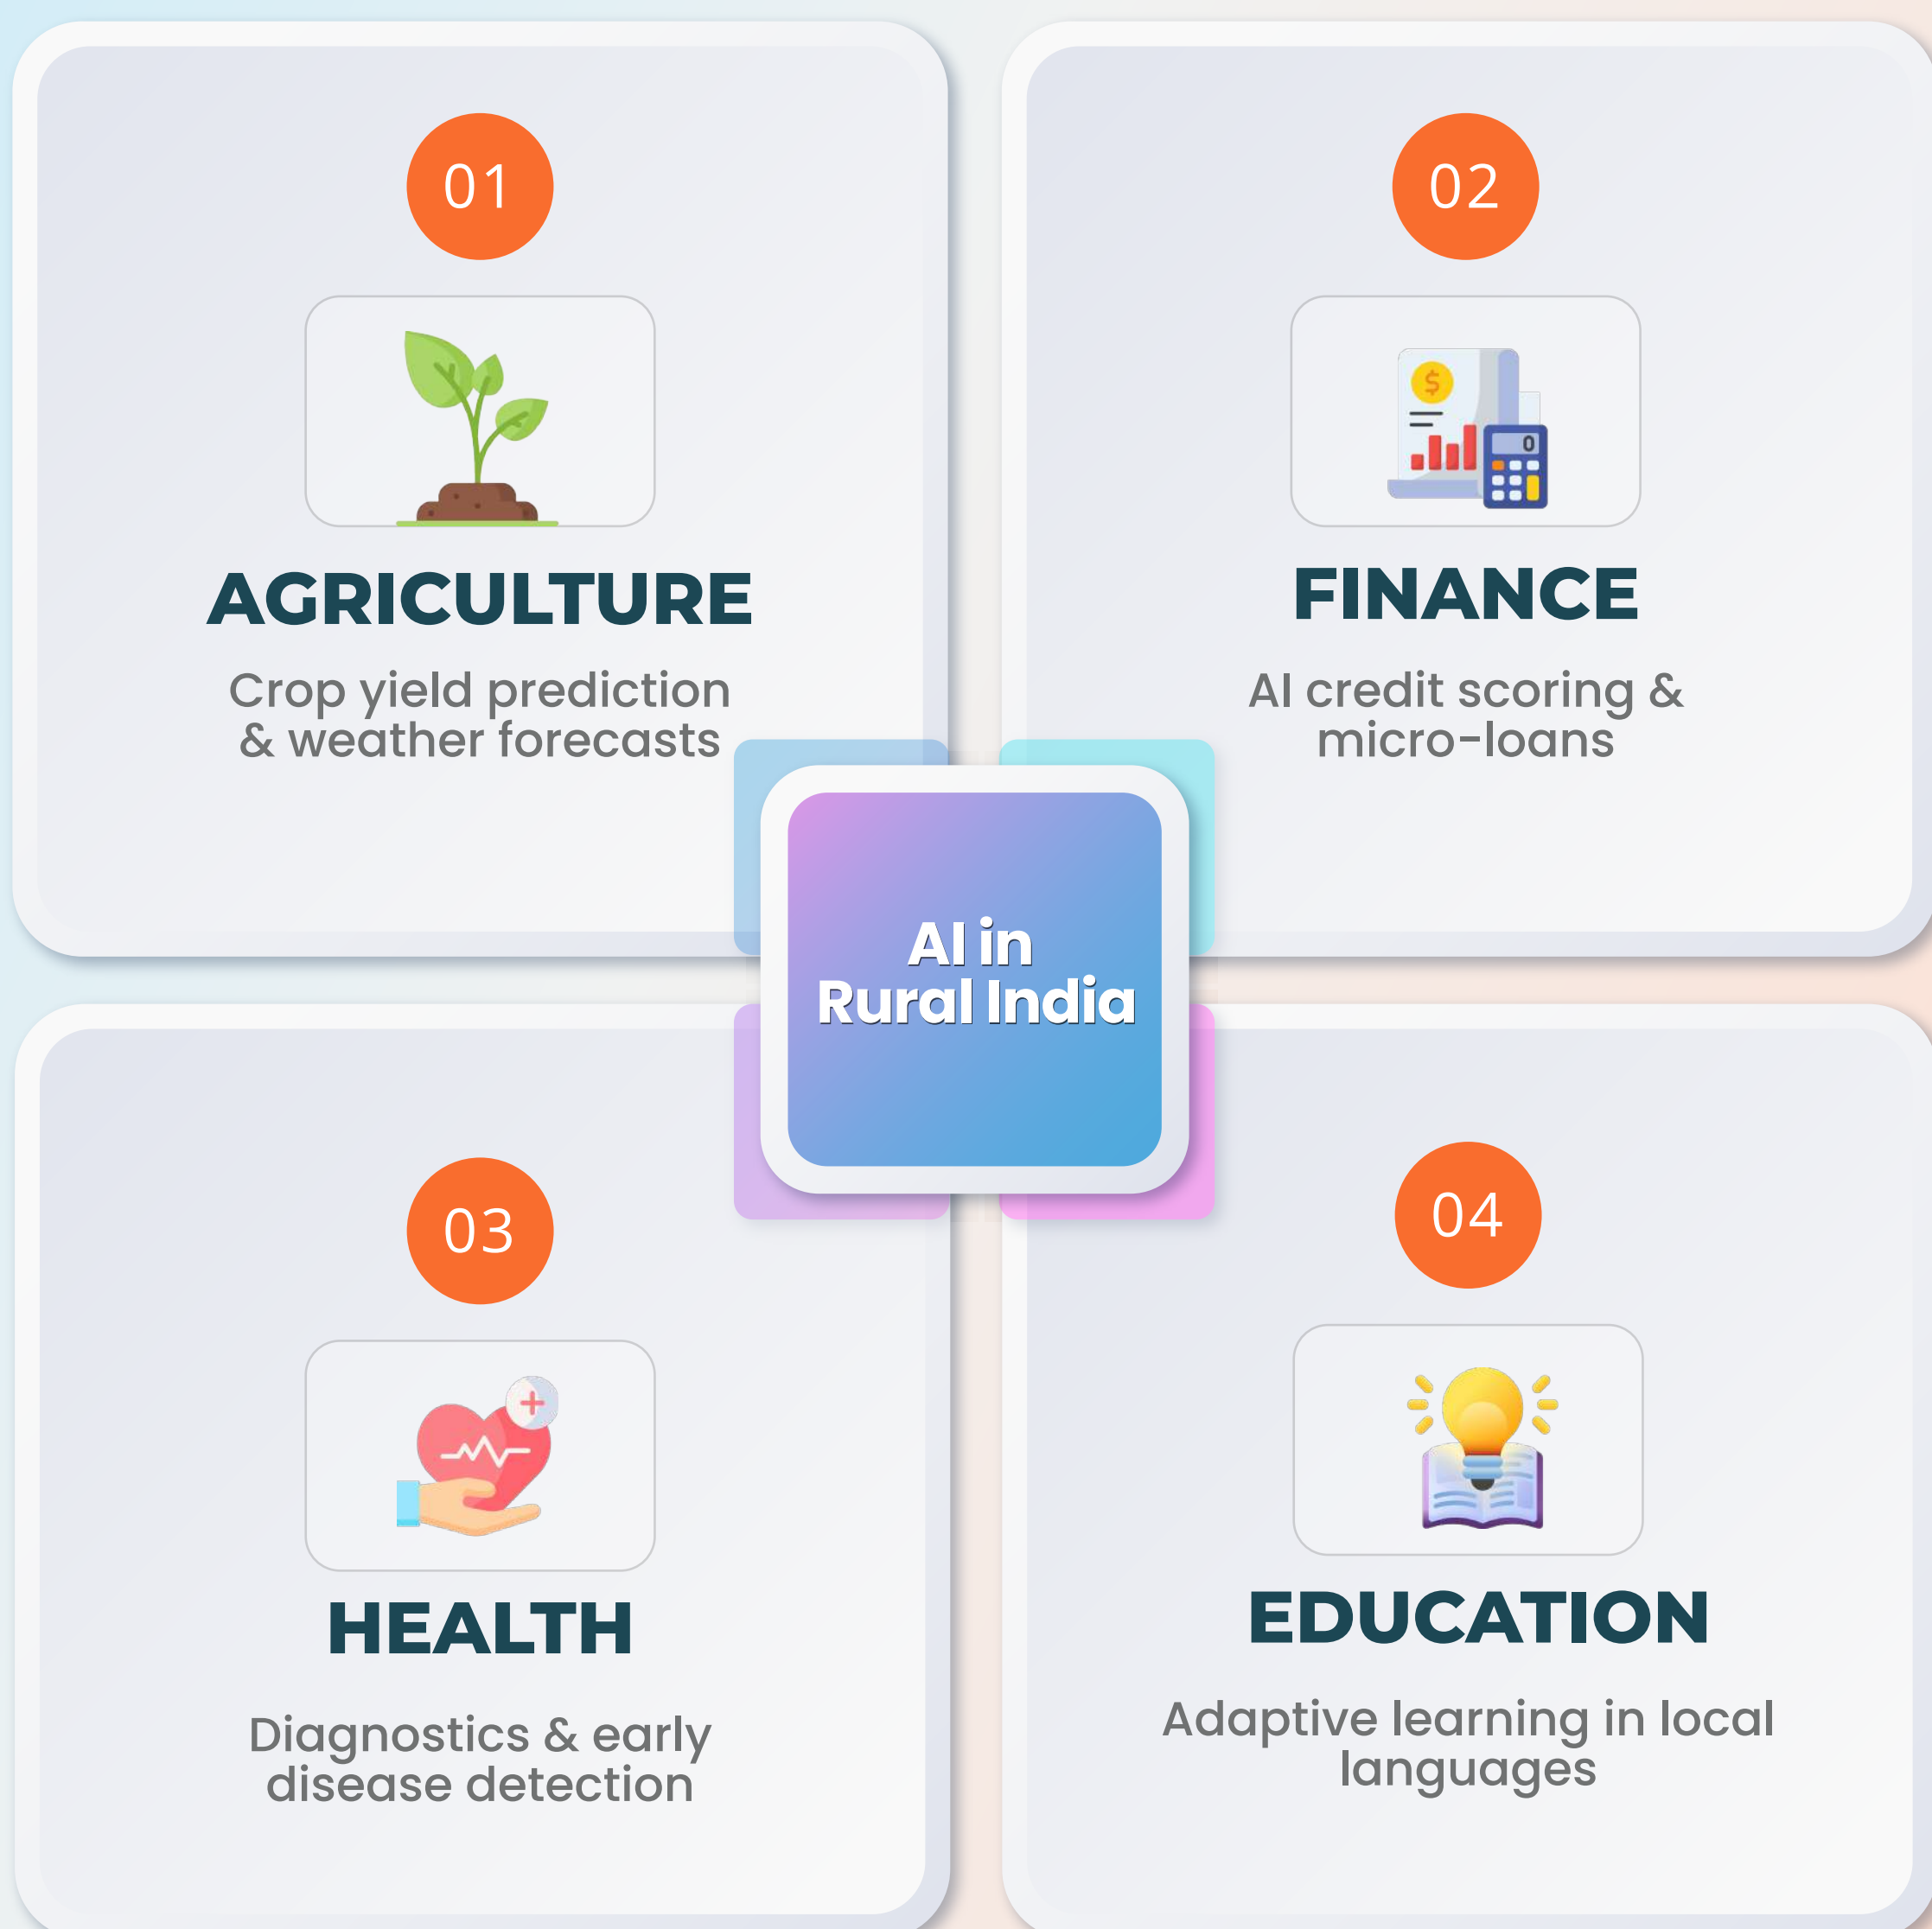 01
AGRICULTURE
Crop yield prediction
& weather forecasts
02
$
0
FINANCE
AI credit scoring &
micro-loans
AI in
Rural India
03
HEALTH
Diagnostics & early
disease detection
04
EDUCATION
Adaptive learning in local
languages